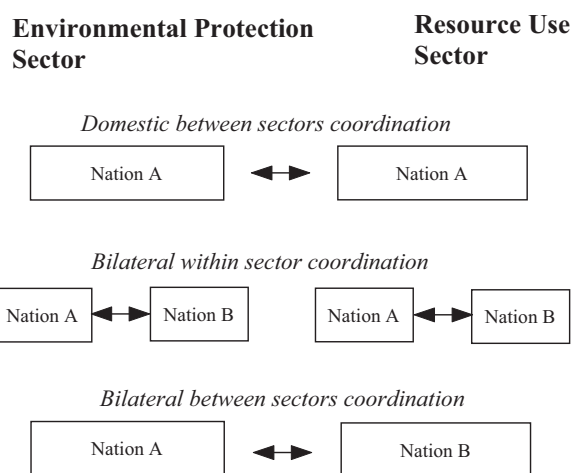 Environmental Protection
Sector
Resource Use
Sector
Domestic between sectors coordination
Nation A
Nation A
Bilateral within sector coordination
Nation A
Nation B
Nation A
Nation B
Bilateral between sectors coordination
Nation A
Nation B